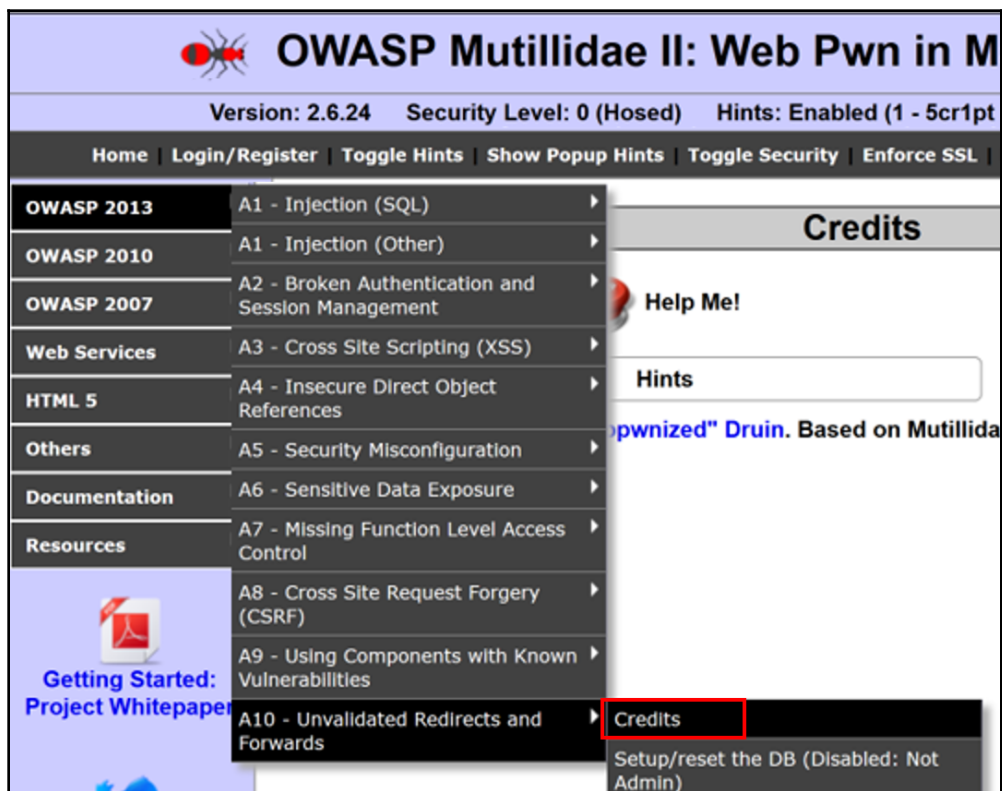 OWASP Mutillidae II: Web Pwn in M
Version: 2.6.24 Security Level: 0 (Hosed) Hints: Enabled (1 - 5cr1pt
Home Login/Register Toggle Hints Show Popup Hints Toggle Security Enforce SSL
OWASP 2013
OWASP 2010
OWASP 2007
Web Services
HTML 5
Others
Documentation
Resources
Getting Started:
Project Whitepaper
A1 - Injection (SQL)
A1 - Injection (Other)
A2 - Broken Authentication and
Session Management
A3 - Cross Site Scripting (XSS)
A4 - Insecure Direct Object
References
A5 - Security Misconfiguration
A6 - Sensitive Data Exposure
A7 - Missing Function Level Access
Control
A8 - Cross Site Request Forgery
(CSRF)
A9 - Using Components with Known
Vulnerabilities
A10 - Unvalidated Redirects and
Forwards
Credits
Setup/reset the DB (Disabled: Not
Admin)
Credits
Help Me!
Hints
opwnized" Druin. Based on Mutillida